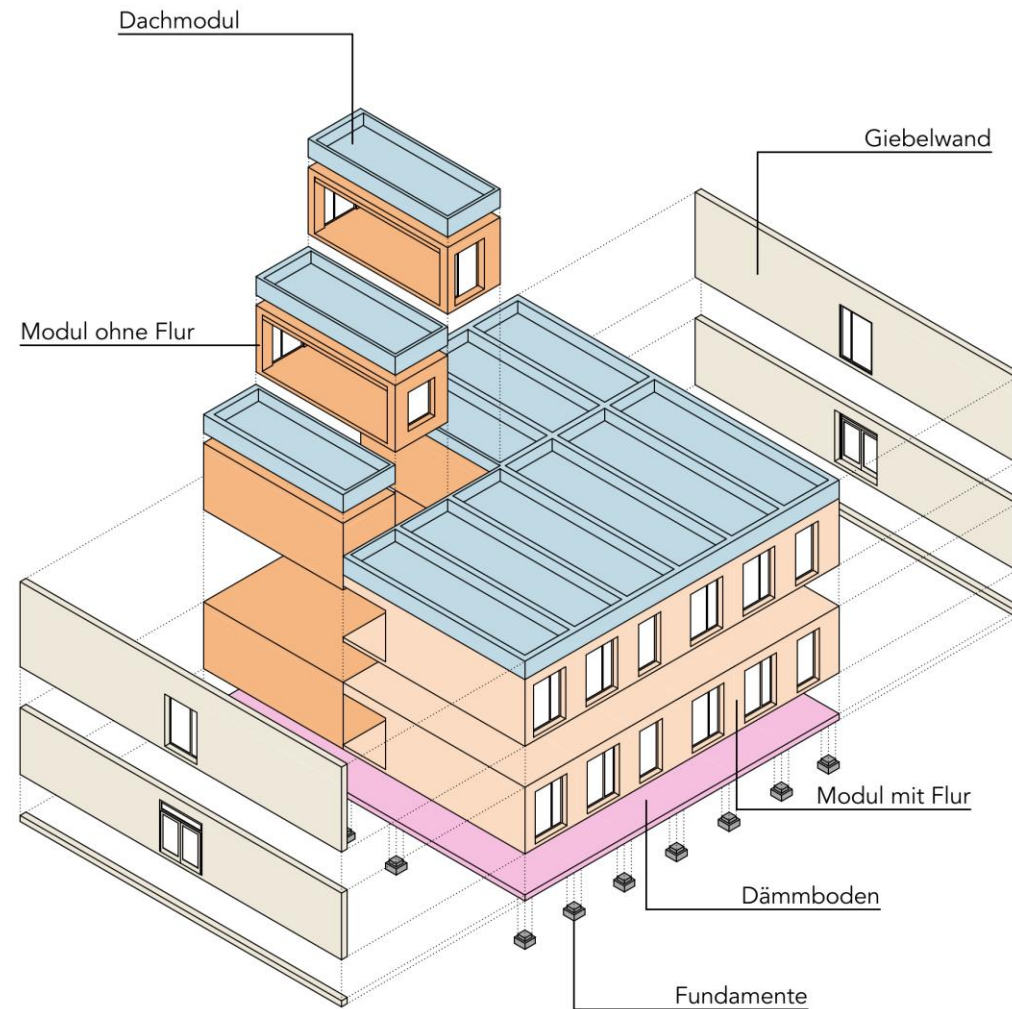 Dachmodul
Giebelwand
Modul ohne Flur
Modul mit Flur
Dämmboden
Fundamente